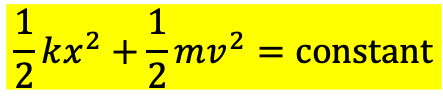 ½kx² + ½mv² = constant